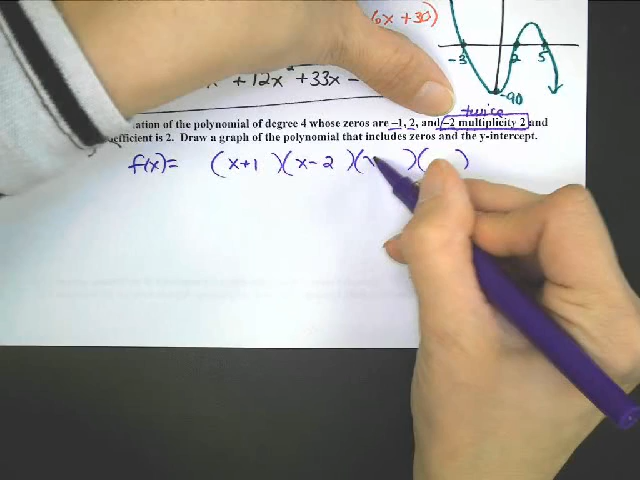 6x + 30)
-3 2 5
x + 12x² + 33x -
-90
twice
ation of the polynomial of degree 4 whose zeros are –1, 2, and –2 multiplicity 2 and
efficient is 2. Draw a graph of the polynomial that includes zeros and the y-intercept.
f(x) = (x+1)(x-2)( )( )